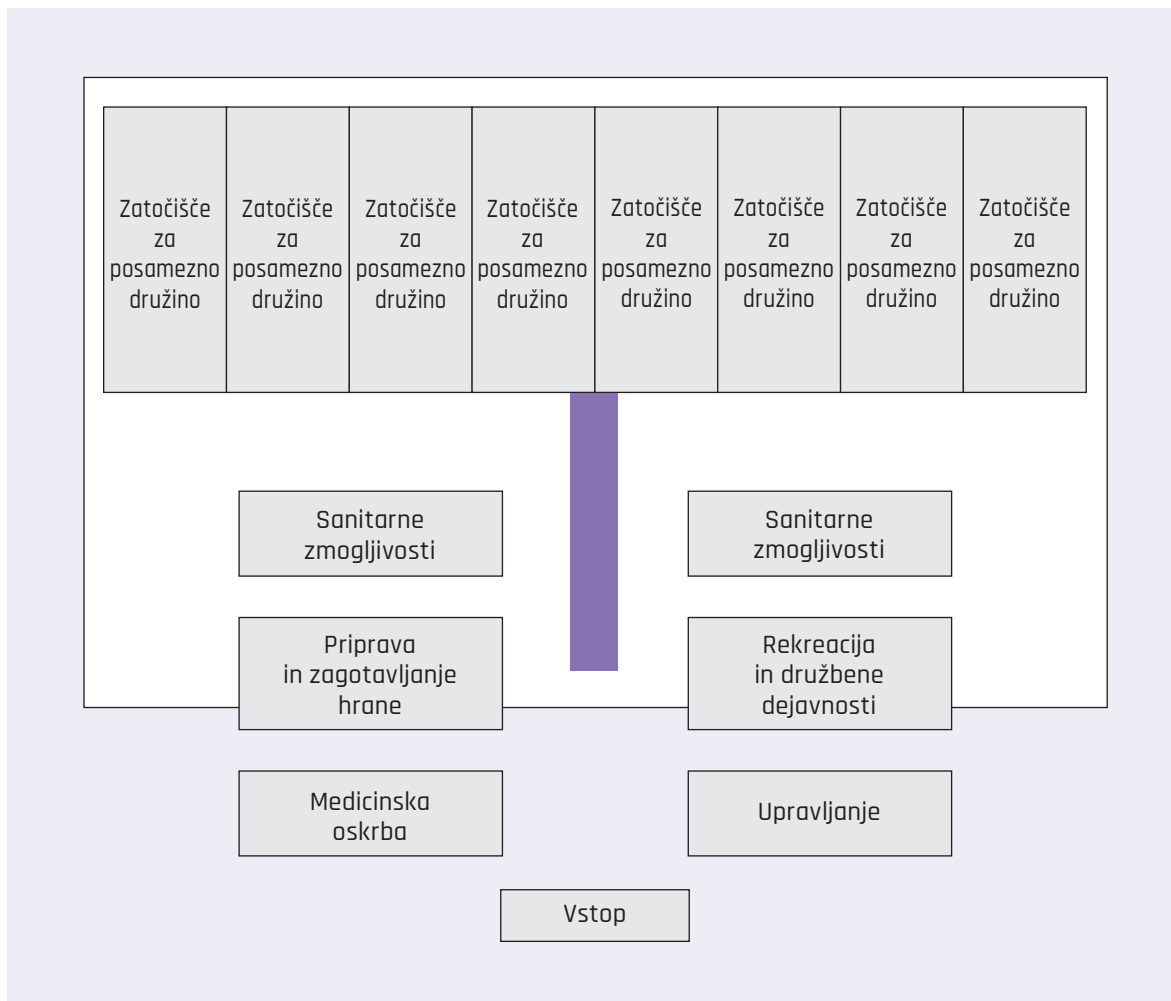 Zatočišče
za
posamezno
družino
Zatočišče
za
posamezno
družino
Zatočišče
za
posamezno
družino
Zatočišče
za
posamezno
družino
Zatočišče
za
posamezno
družino
Zatočišče
za
posamezno
družino
Zatočišče
za
posamezno
družino
Zatočišče
za
posamezno
družino
Sanitarne
zmogljivosti
Sanitarne
zmogljivosti
Priprava
in zagotavljanje
hrane
Rekreacija
in družbene
dejavnosti
Medicinska
oskrba
Upravljanje
Vstop